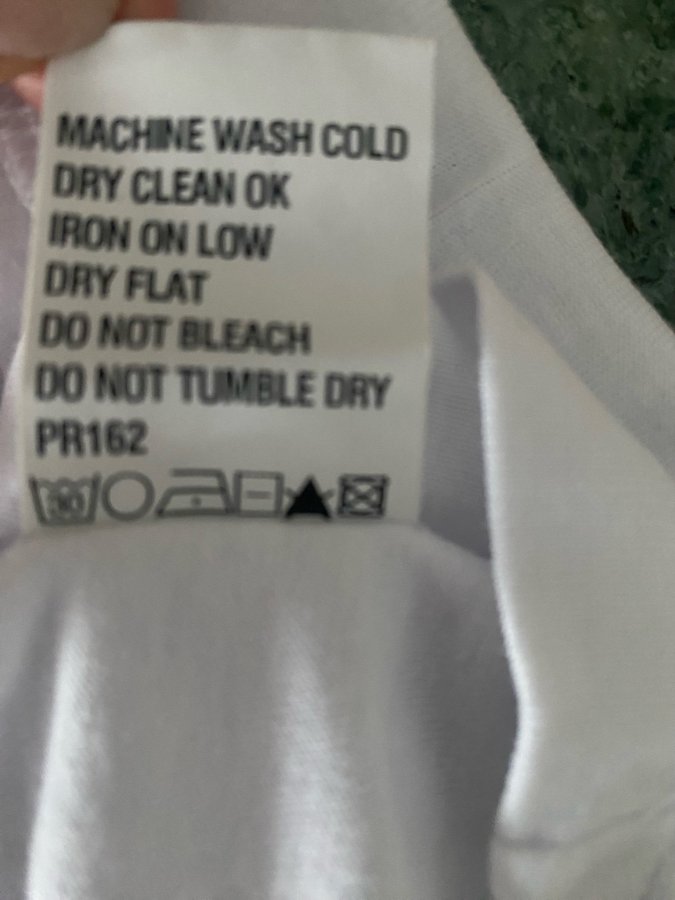 MACHINE WASH COLD
DRY CLEAN OK
IRON ON LOW
DRY FLAT
DO NOT BLEACH
DO NOT TUMBLE DRY
PR162